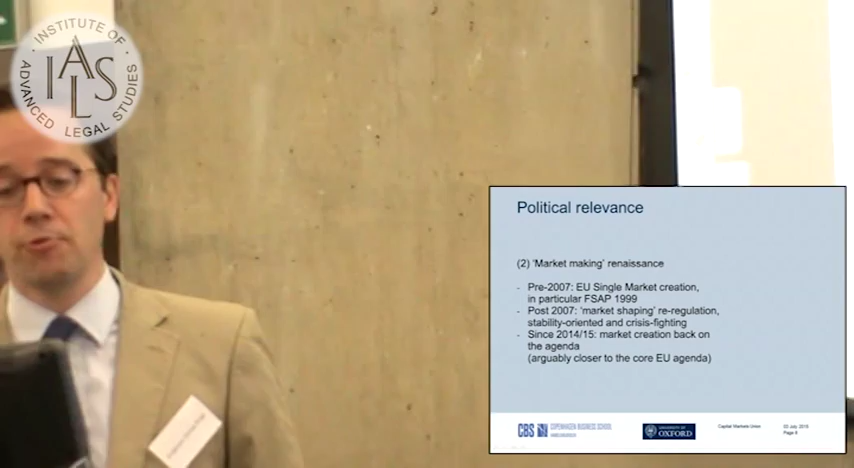 INSTITUTE OF
ADVANCED LEGAL STUDIES
IALS
Political relevance
(2) 'Market making' renaissance
- Pre-2007: EU Single Market creation,
in particular FSAP 1999
- Post 2007: 'market shaping' re-regulation,
stability-oriented and crisis-fighting
- Since 2014/15: market creation back on
the agenda
(arguably closer to the core EU agenda)
CBS COPENHAGEN BUSINESS SCHOOL
UNIVERSITY OF
OXFORD
Capital Markets Union
03 July 2015
Page 8